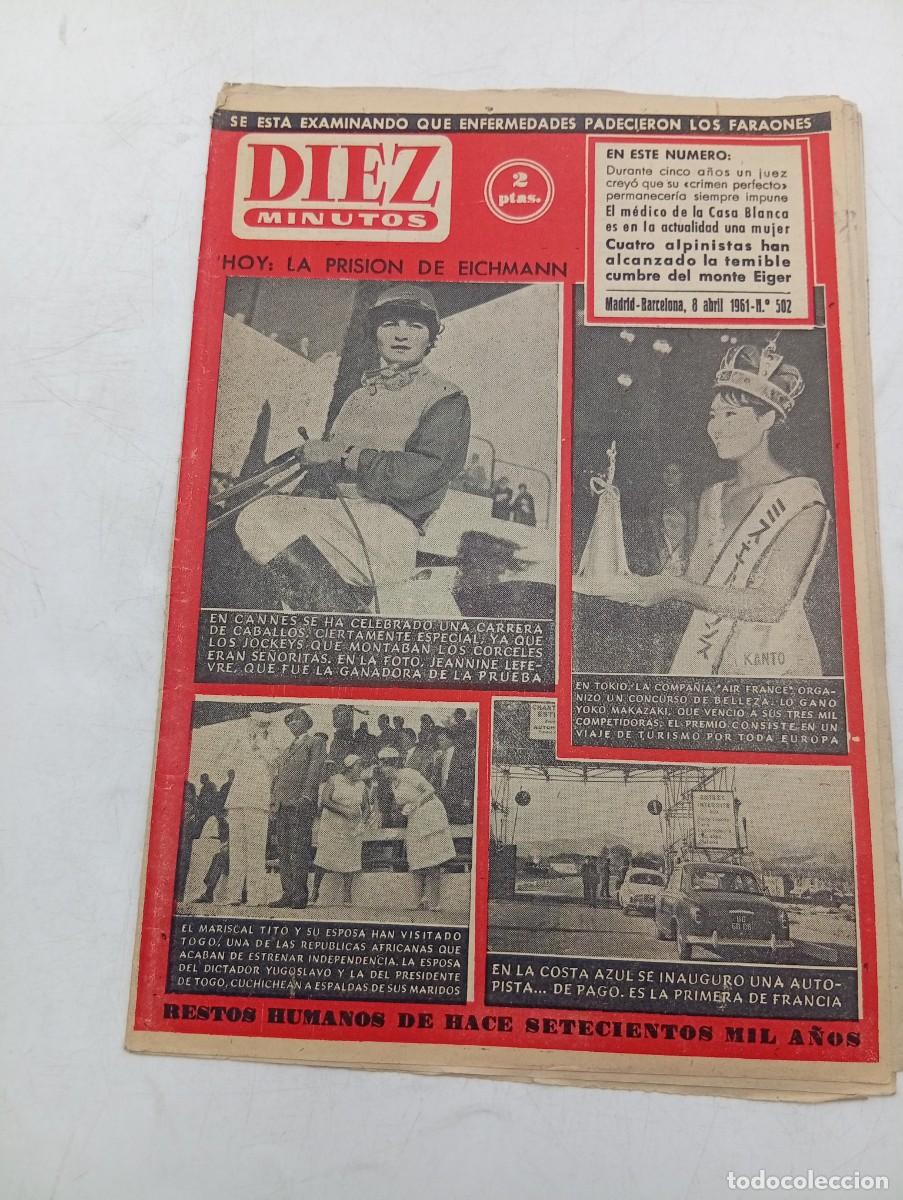 SE ESTA EXAMINANDO QUE ENFERMEDADES PADECIERON LOS FARAONES
DIEZ
MINUTOS
2
ptas.
EN ESTE NUMERO:
Durante cinco años un juez
creyó que su «crimen perfecto»
permanecería siempre impune
El médico de la Casa Blanca
es en la actualidad una mujer
Cuatro alpinistas han
alcanzado la temible
cumbre del monte Eiger
Madrid-Barcelona, 8 abril 1961-N.º 502
HOY: LA PRISION DE EICHMANN
KANTO
EN CANNES SE HA CELEBRADO UNA CARRERA
DE CABALLOS, CIERTAMENTE ESPECIAL, YA QUE
LOS JOCKEYS QUE MONTABAN LOS CORCELES
ERAN SEÑORITAS. EN LA FOTO, JEANNINE LEFE-
VRE, QUE FUE LA GANADORA DE LA PRUEBA
EN TOKIO, LA COMPAÑIA "AIR FRANCE", ORGA-
NIZO UN CONCURSO DE BELLEZA. LO GANO
YOKO MAKAZAKI, QUE VENCIO A SUS TRES MIL
COMPETIDORAS. EL PREMIO CONSISTE EN UN
VIAJE DE TURISMO POR TODA EUROPA
EL MARISCAL TITO Y SU ESPOSA HAN VISITADO
TOGO, UNA DE LAS REPUBLICAS AFRICANAS QUE
ACABAN DE ESTRENAR INDEPENDENCIA. LA ESPOSA
DEL DICTADOR YUGOSLAVO Y LA DEL PRESIDENTE
DE TOGO, CUCHICHEAN A ESPALDAS DE SUS MARIDOS
EN LA COSTA AZUL SE INAUGURO UNA AUTO-
PISTA... DE PAGO. ES LA PRIMERA DE FRANCIA
RESTOS HUMANOS DE HACE SETECIENTOS MIL AÑOS
todocoleccion